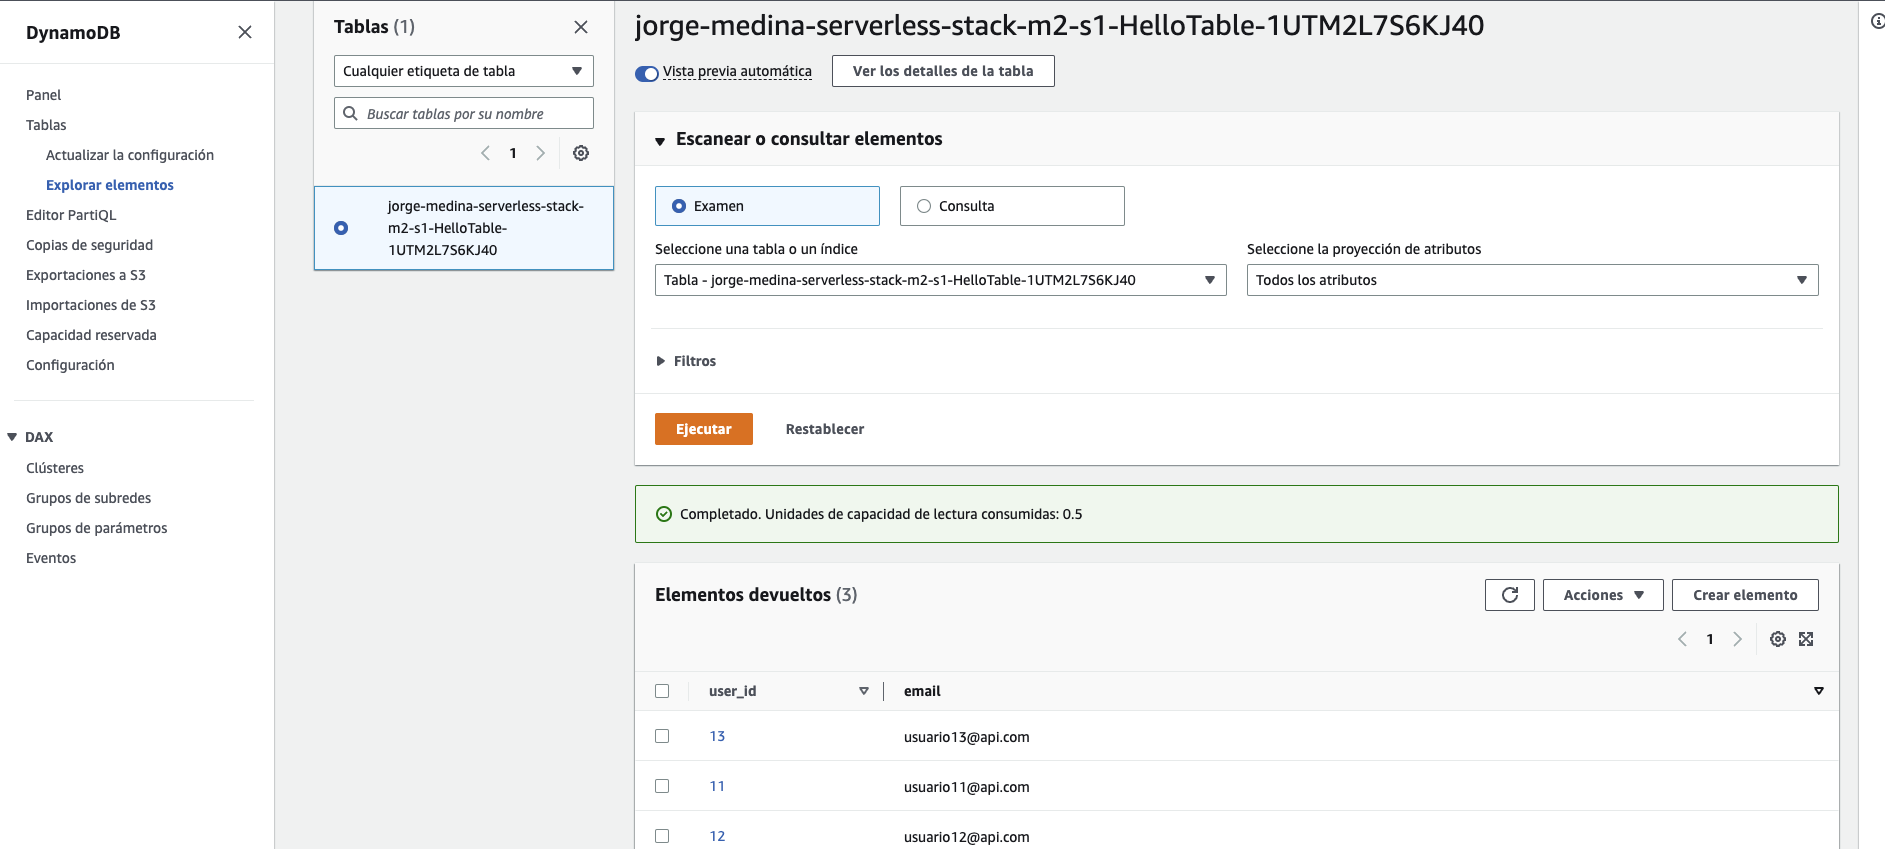 DynamoDB
Panel
Tablas
Actualizar la configuración
Explorar elementos
Editor PartiQL
Copias de seguridad
Exportaciones a S3
Importaciones de S3
Capacidad reservada
Configuración
DAX
Clústeres
Grupos de subredes
Grupos de parámetros
Eventos
Tablas (1)
Cualquier etiqueta de tabla
Buscar tablas por su nombre
1
jorge-medina-serverless-stack-
m2-s1-HelloTable-
1UTM2L7S6KJ40
jorge-medina-serverless-stack-m2-s1-HelloTable-1UTM2L7S6KJ40
Vista previa automática
Ver los detalles de la tabla
Escanear o consultar elementos
Examen
Consulta
Seleccione una tabla o un índice
Tabla - jorge-medina-serverless-stack-m2-s1-HelloTable-1UTM2L7S6KJ40
Seleccione la proyección de atributos
Todos los atributos
Filtros
Ejecutar
Restablecer
Completado. Unidades de capacidad de lectura consumidas: 0.5
Elementos devueltos (3)
Acciones
Crear elemento
1
user_id email
13 usuario13@api.com
11 usuario11@api.com
12 usuario12@api.com